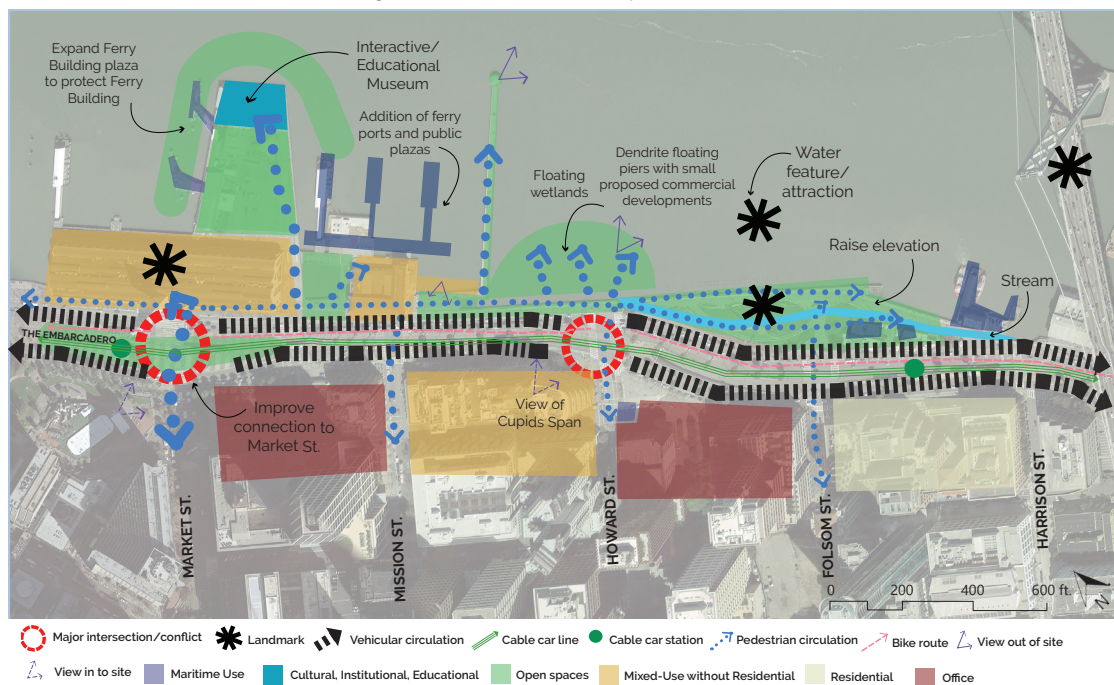 Expand Ferry
Building plaza
to protect Ferry
Building
Interactive/
Educational
Museum
Addition of ferry
ports and public
plazas
Floating
wetlands
Dendrite floating
piers with small
proposed commercial
developments
Water
feature/
attraction
Raise elevation
Stream
THE EMBARCADERO
Improve
connection to
Market St.
View of
Cupids Span
MARKET ST.
MISSION ST.
HOWARD ST.
FOLSOM ST.
HARRISON ST.
0 200 400 600 ft.
Major intersection/conflict Landmark Vehicular circulation Cable car line Cable car station Pedestrian circulation Bike route View out of site
View in to site Maritime Use Cultural, Institutional, Educational Open spaces Mixed-Use without Residential Residential Office